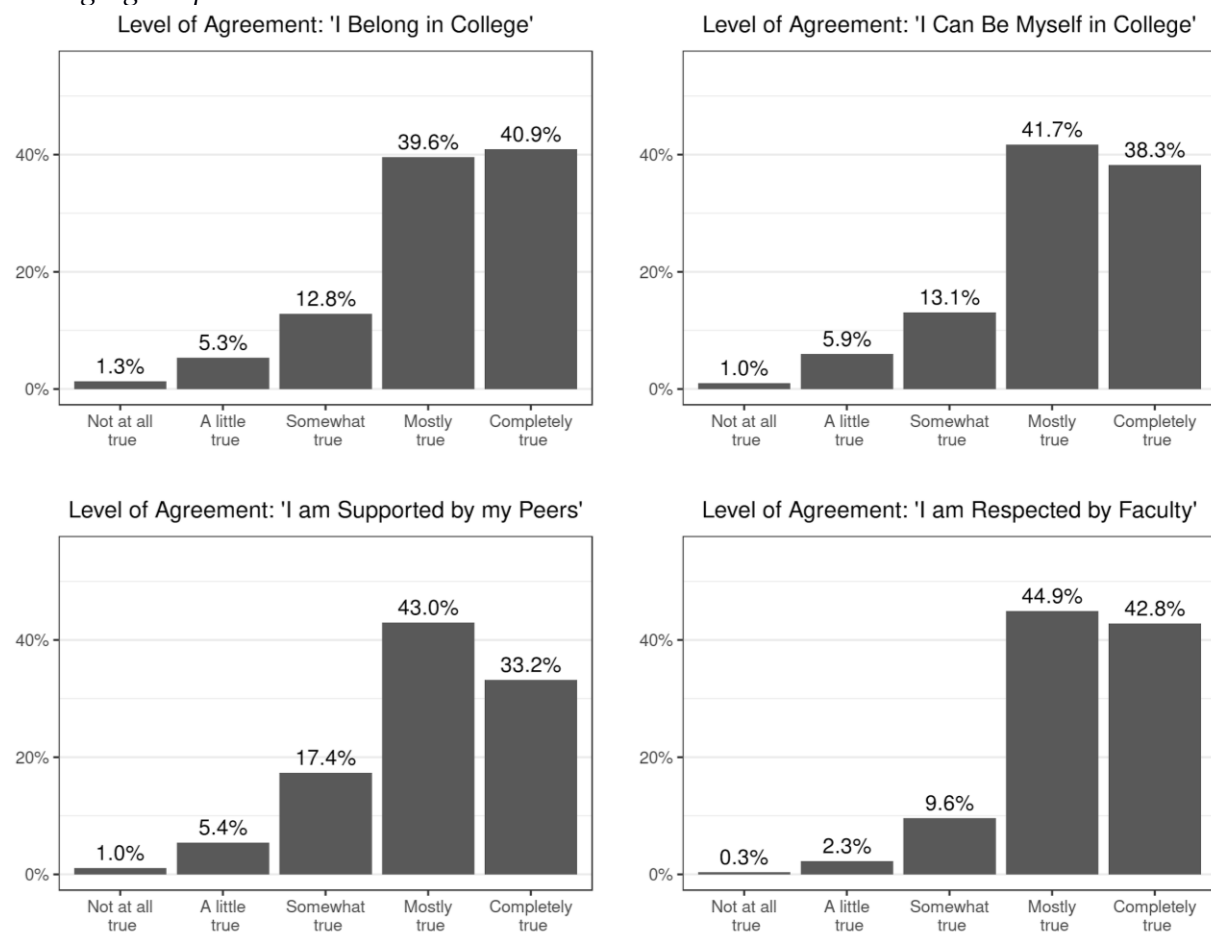 Level of Agreement: 'I Belong in College'
40%
20%
0%
1.3%
5.3%
12.8%
39.6%
40.9%
Not at all true
A little true
Somewhat true
Mostly true
Completely true
Level of Agreement: 'I Can Be Myself in College'
40%
20%
0%
1.0%
5.9%
13.1%
41.7%
38.3%
Not at all true
A little true
Somewhat true
Mostly true
Completely true
Level of Agreement: 'I am Supported by my Peers'
40%
20%
0%
1.0%
5.4%
17.4%
43.0%
33.2%
Not at all true
A little true
Somewhat true
Mostly true
Completely true
Level of Agreement: 'I am Respected by Faculty'
40%
20%
0%
0.3%
2.3%
9.6%
44.9%
42.8%
Not at all true
A little true
Somewhat true
Mostly true
Completely true